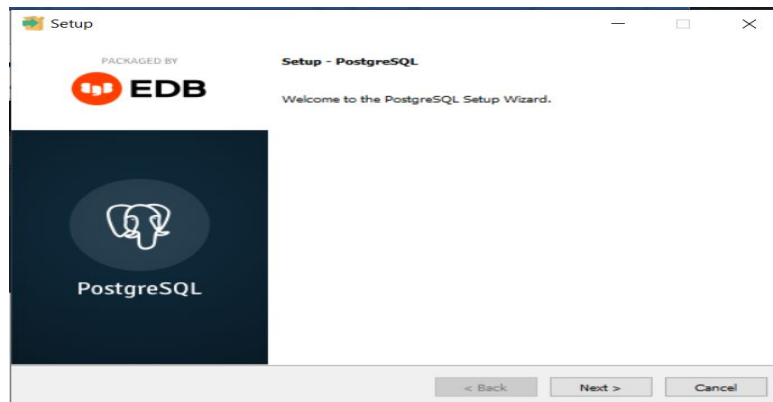 Setup
PACKAGED BY
EDB
Setup - PostgreSQL
Welcome to the PostgreSQL Setup Wizard.
PostgreSQL
< Back
Next >
Cancel